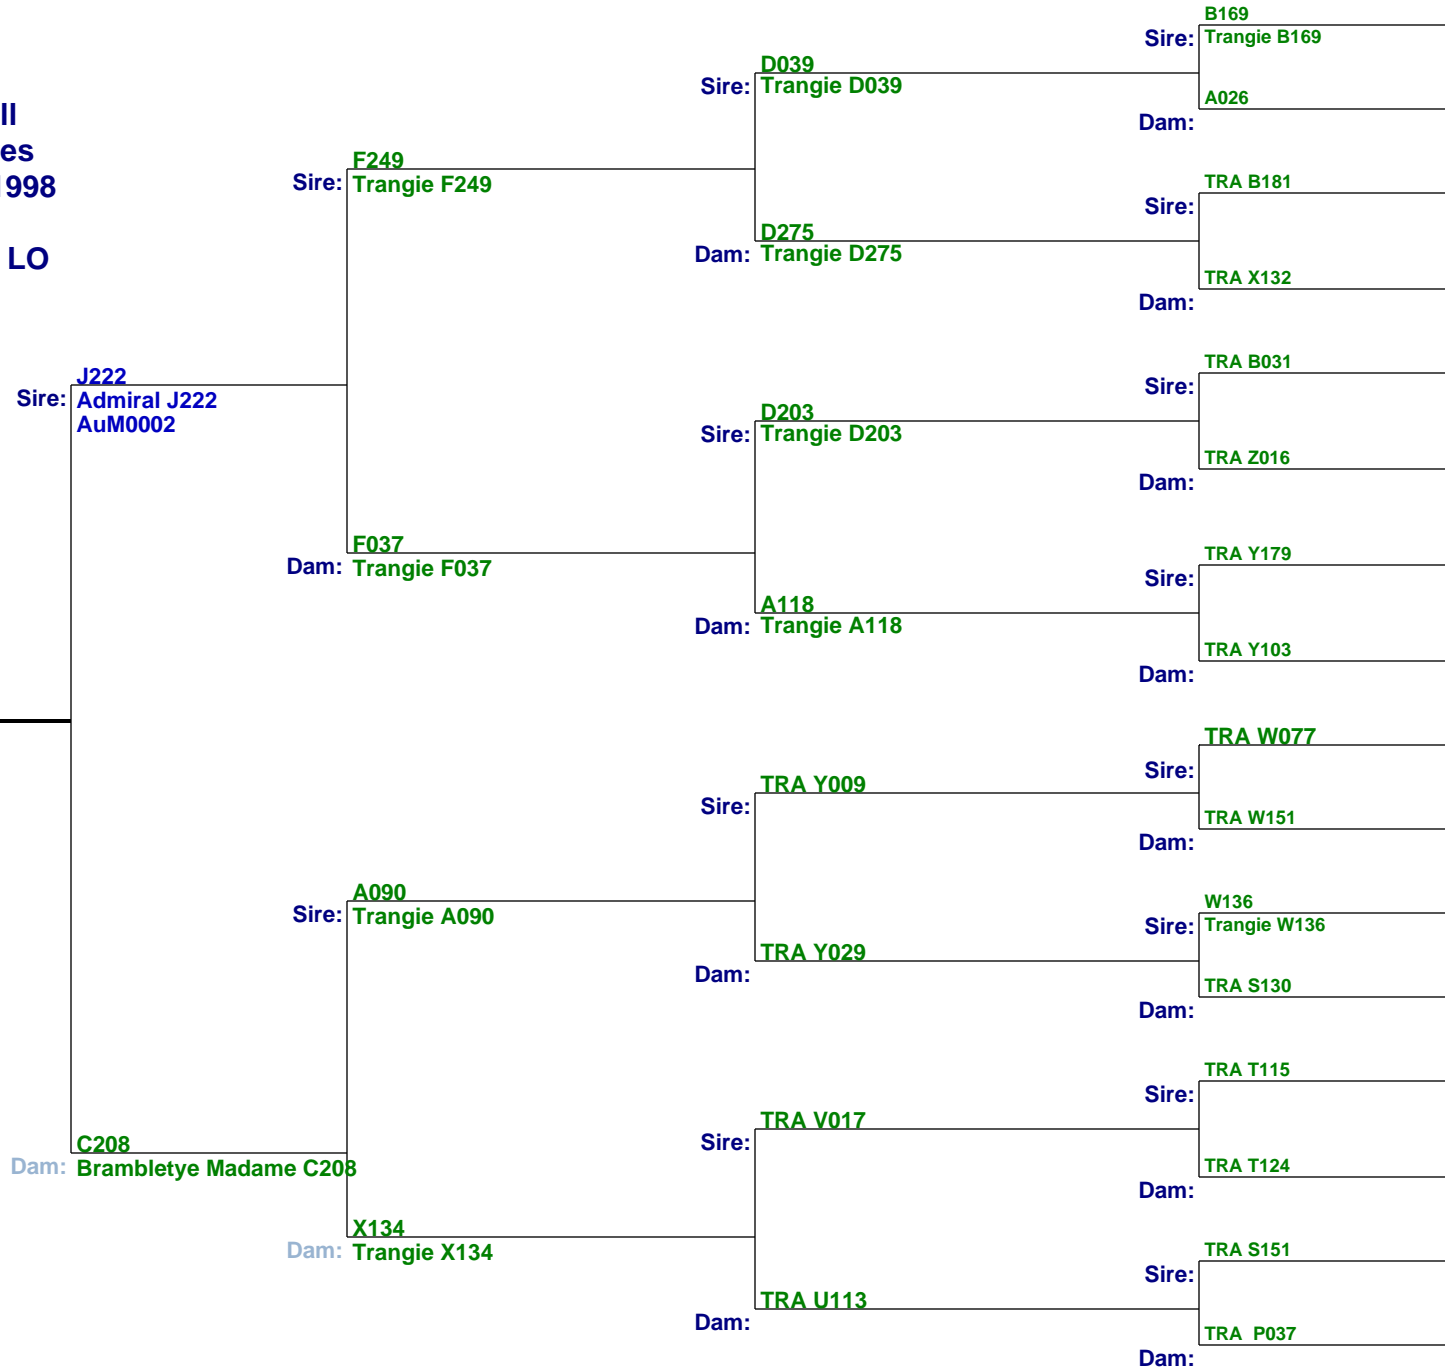 ll
es
998
LO
Sire:
J222
Admiral J222
AuM0002
Dam:
C208
Brambletye Madame C208
Sire:
F249
Trangie F249
Dam:
F037
Trangie F037
Sire:
A090
Trangie A090
Dam:
X134
Trangie X134
Sire:
D039
Trangie D039
Dam:
D275
Trangie D275
Sire:
D203
Trangie D203
Dam:
A118
Trangie A118
Sire:
TRA Y009
Dam:
TRA Y029
Sire:
TRA V017
Dam:
TRA U113
Sire:
B169
Trangie B169
Dam:
A026
Sire:
TRA B181
Dam:
TRA X132
Sire:
TRA B031
Dam:
TRA Z016
Sire:
TRA Y179
Dam:
TRA Y103
Sire:
TRA W077
Dam:
TRA W151
Sire:
W136
Trangie W136
Dam:
TRA S130
Sire:
TRA T115
Dam:
TRA T124
Sire:
TRA S151
Dam:
TRA  P037